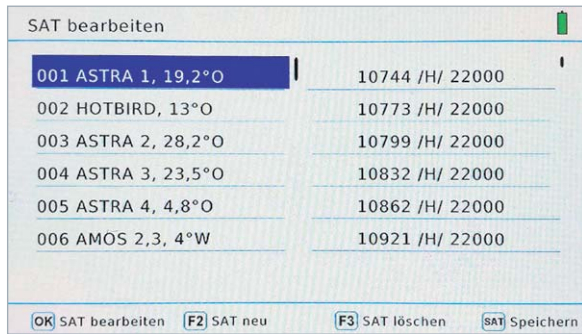 SAT bearbeiten
001 ASTRA 1, 19,2°O
10744 /H/ 22000
002 HOTBIRD, 13°O
10773 /H/ 22000
003 ASTRA 2, 28,2°O
10799 /H/ 22000
004 ASTRA 3, 23,5°O
10832 /H/ 22000
005 ASTRA 4, 4,8°O
10862 /H/ 22000
006 AMOS 2,3, 4°W
10921 /H/ 22000
OK SAT bearbeiten F2 SAT neu F3 SAT löschen SAT Speichern